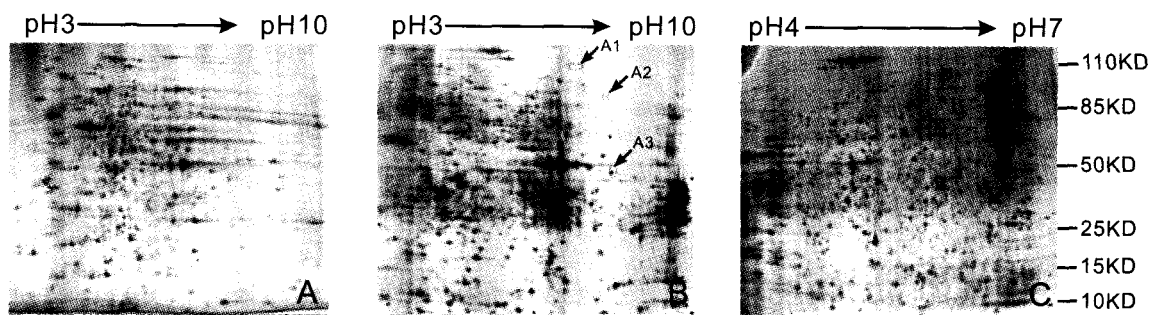 pH3 pH10
pH3 pH10
pH4 pH7
A1
A2
A3
110KD
85KD
50KD
25KD
15KD
10KD
A
B
C